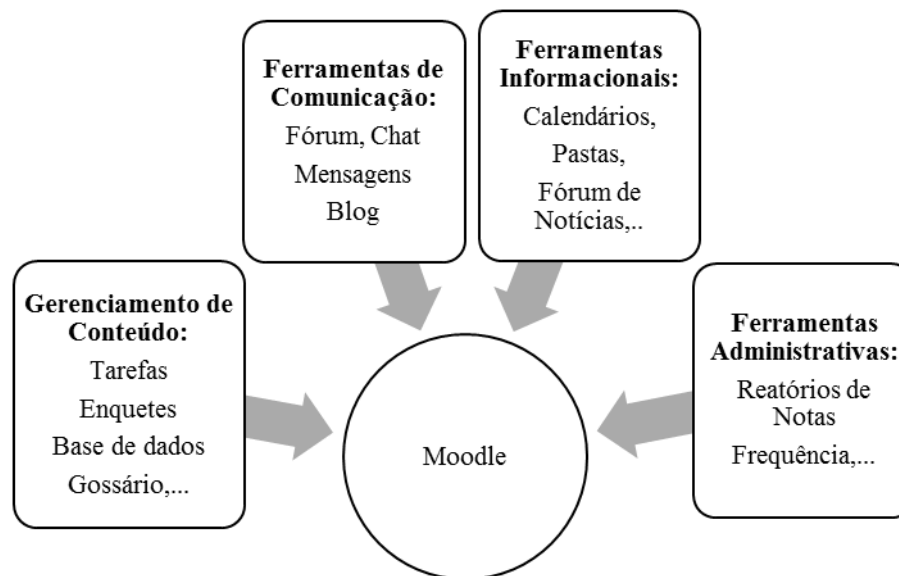 Ferramentas de
Comunicação:
Fórum, Chat
Mensagens
Blog
Ferramentas
Informacionais:
Calendários,
Pastas,
Fórum de
Notícias,..
Gerenciamento de
Conteúdo:
Tarefas
Enquetes
Base de dados
Gossário,...
Ferramentas
Administrativas:
Reatórios de
Notas
Frequência,...
Moodle